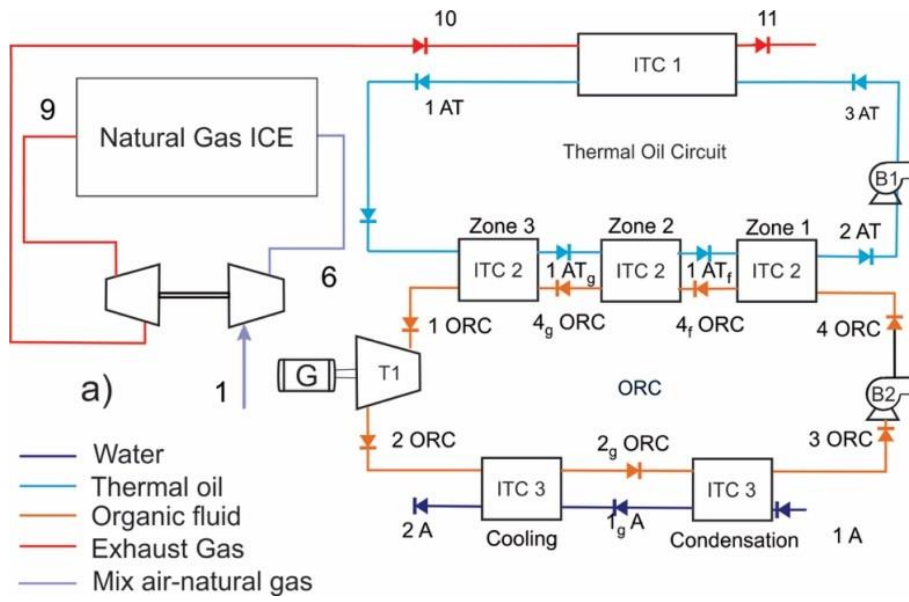 10
11
ITC 1
1 AT
3 AT
9
Natural Gas ICE
Thermal Oil Circuit
B1
Zone 3
Zone 2
Zone 1
2 AT
ITC 2
1 ATg
ITC 2
1 ATf
ITC 2
6
1 ORC
4g ORC
4f ORC
4 ORC
G
T1
a)
1
ORC
B2
Water
2 ORC
2g ORC
3 ORC
Thermal oil
ITC 3
ITC 3
Organic fluid
2 A
1g A
1 A
Exhaust Gas
Cooling
Condensation
Mix air-natural gas